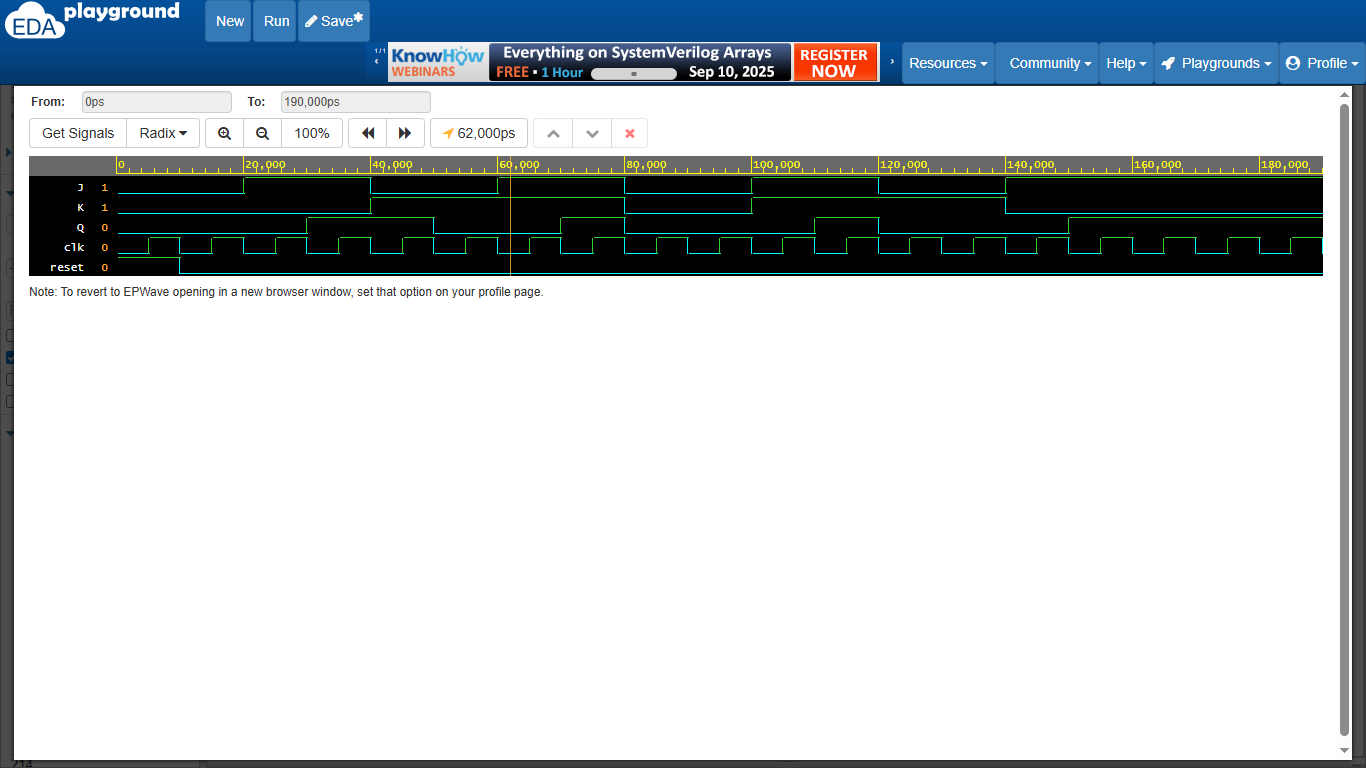 EDA playground
New Run Save*
1/1
KnowHow WEBINARS
Everything on SystemVerilog Arrays
FREE • 1 Hour Sep 10, 2025
REGISTER NOW
Resources Community Help Playgrounds Profile
From: 0ps To: 190,000ps
Get Signals Radix 100% 62,000ps
0 20,000 40,000 60,000 80,000 100,000 120,000 140,000 160,000 180,000
J 1
K 1
Q 0
clk 0
reset 0
Note: To revert to EPWave opening in a new browser window, set that option on your profile page.